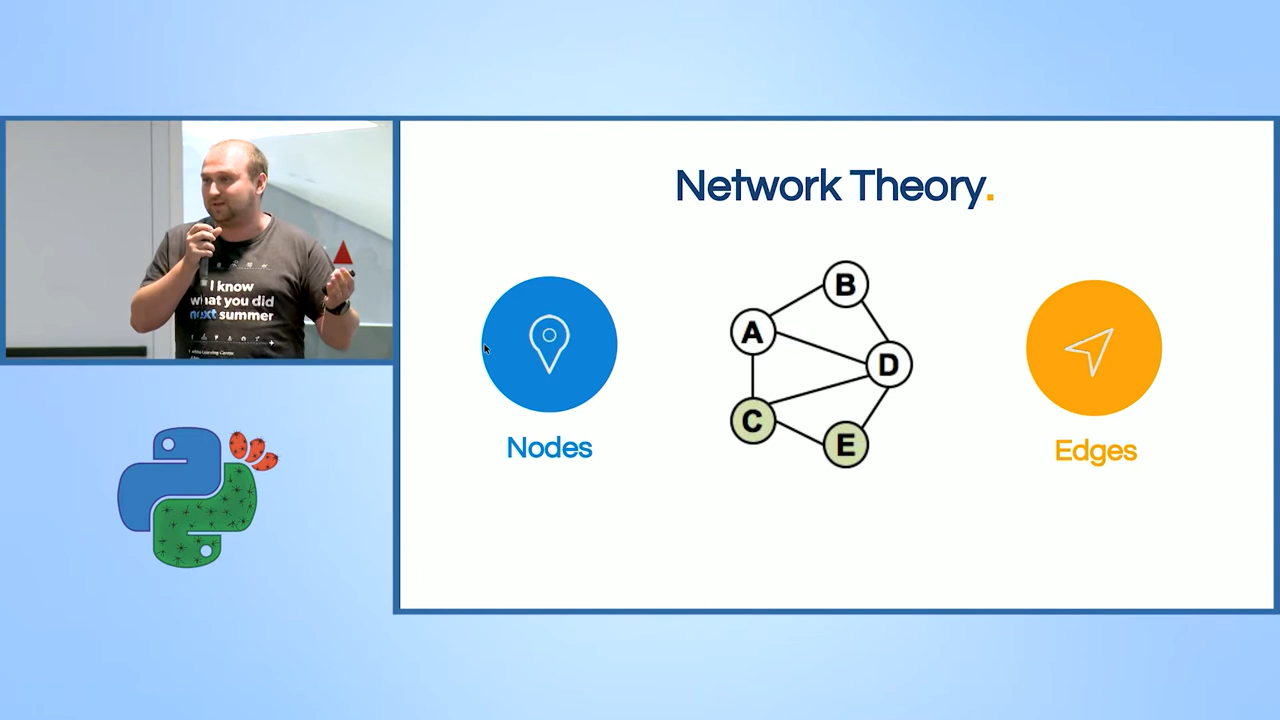 Network Theory.
I know
what you did
next summer
B
A
D
C
E
Nodes
Edges